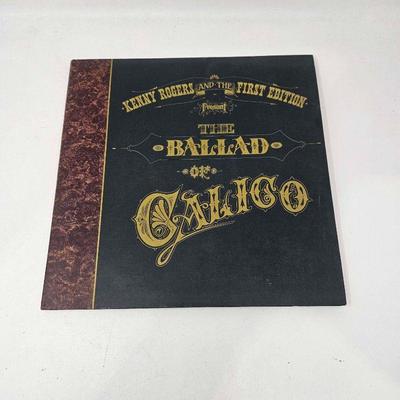 KENNY ROGERS AND THE FIRST EDITION
Present
THE
BALLAD
OF
CALICO